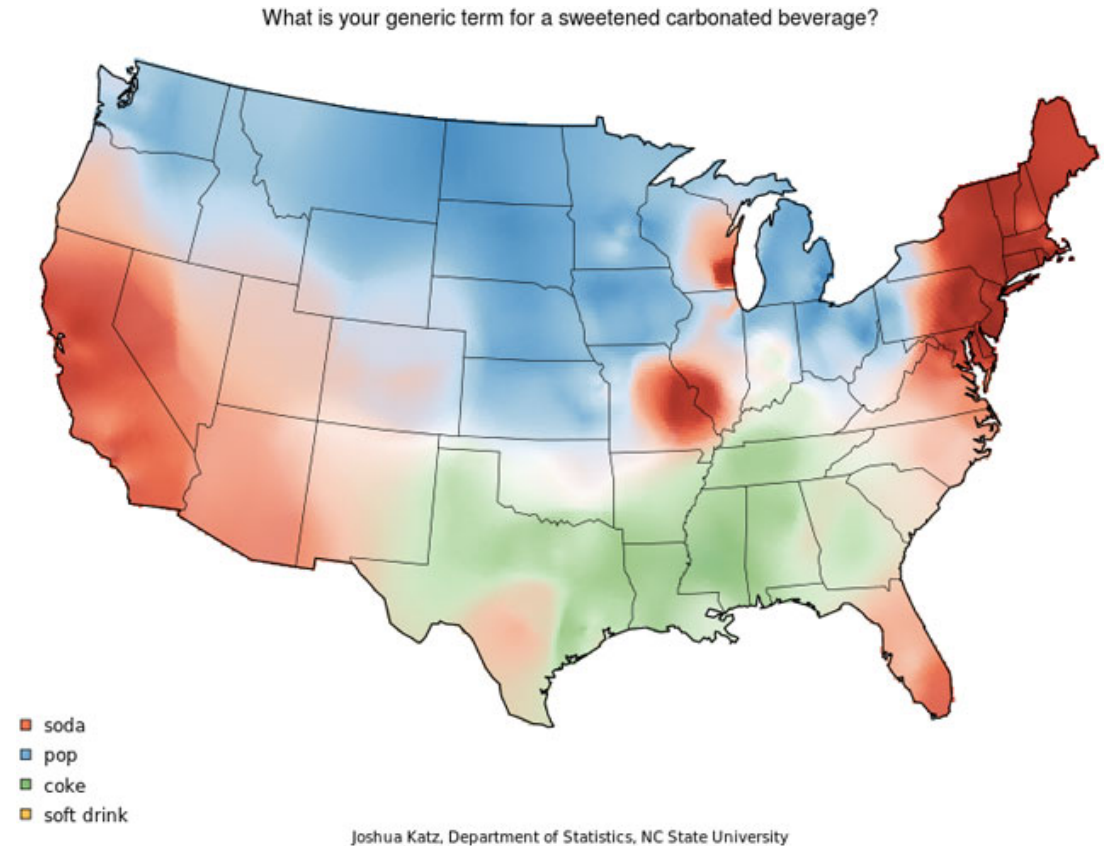 What is your generic term for a sweetened carbonated beverage?
soda
pop
coke
soft drink
Joshua Katz, Department of Statistics, NC State University